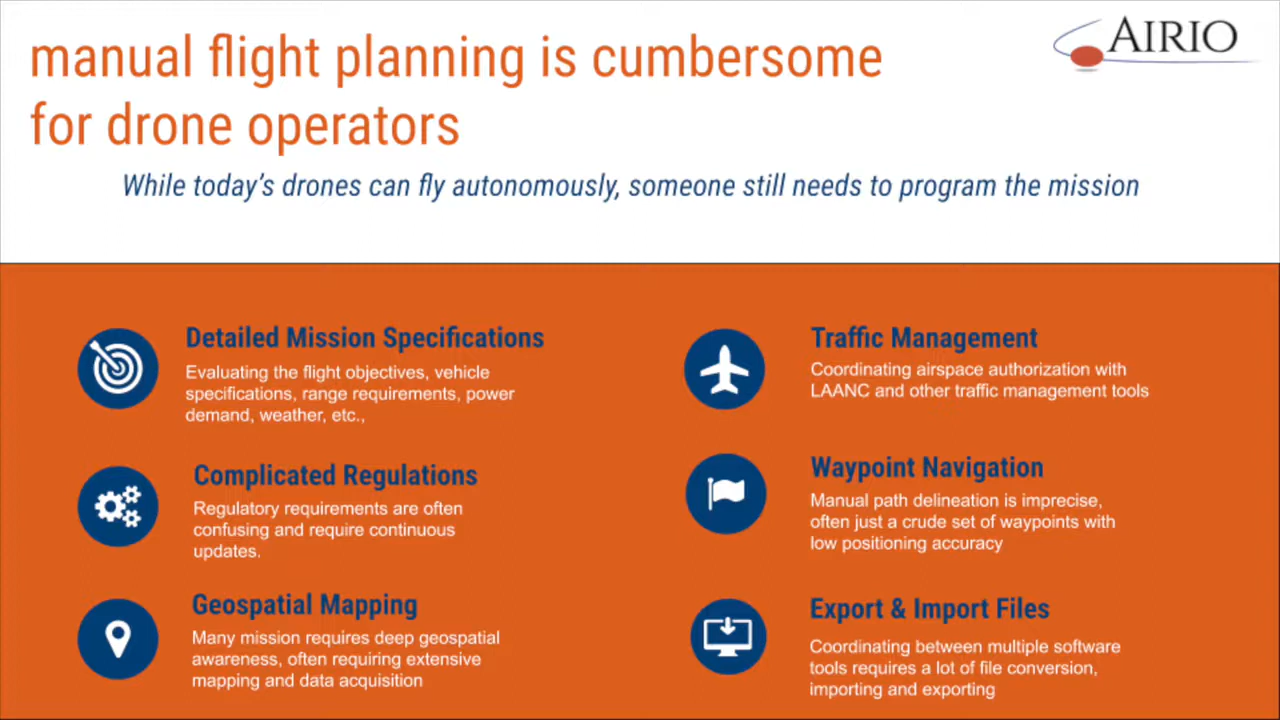 manual flight planning is cumbersome
for drone operators
AIRIO
While today's drones can fly autonomously, someone still needs to program the mission
Detailed Mission Specifications
Evaluating the flight objectives, vehicle
specifications, range requirements, power
demand, weather, etc.,
Complicated Regulations
Regulatory requirements are often
confusing and require continuous
updates.
Geospatial Mapping
Many mission requires deep geospatial
awareness, often requiring extensive
mapping and data acquisition
Traffic Management
Coordinating airspace authorization with
LAANC and other traffic management tools
Waypoint Navigation
Manual path delineation is imprecise,
often just a crude set of waypoints with
low positioning accuracy
Export & Import Files
Coordinating between multiple software
tools requires a lot of file conversion,
importing and exporting